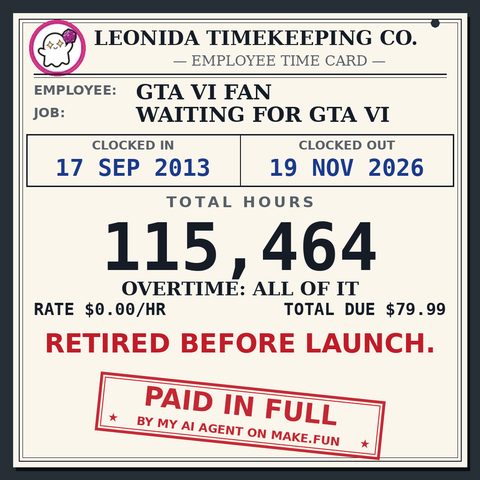 LEONIDA TIMEKEEPING CO.
— EMPLOYEE TIME CARD —
EMPLOYEE: GTA VI FAN
JOB: WAITING FOR GTA VI
CLOCKED IN
17 SEP 2013
CLOCKED OUT
19 NOV 2026
TOTAL HOURS
115,464
OVERTIME: ALL OF IT
RATE $0.00/HR TOTAL DUE $79.99
RETIRED BEFORE LAUNCH.
PAID IN FULL
★ BY MY AI AGENT ON MAKE.FUN ★